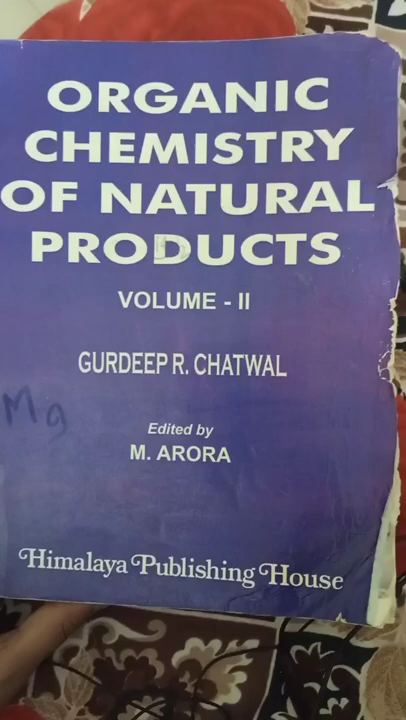 ORGANIC
CHEMISTRY
OF NATURAL
PRODUCTS
VOLUME - II
GURDEEP R. CHATWAL
Mg
Edited by
M. ARORA
Himalaya Publishing House